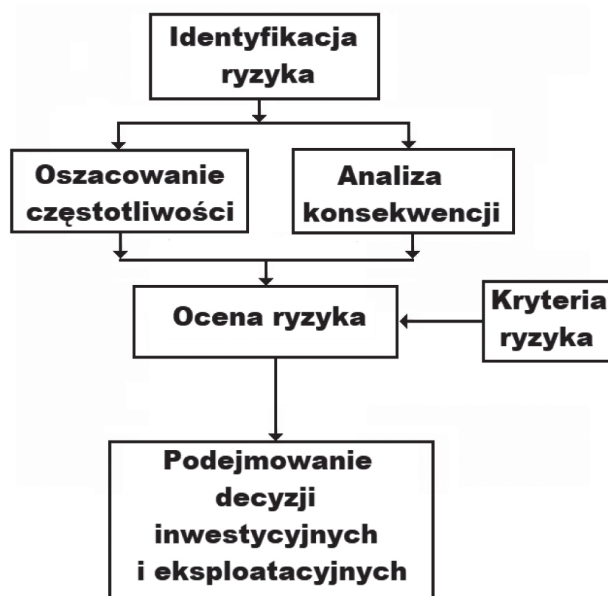 Identyfikacja
ryzyka
Oszacowanie
częstotliwości
Analiza
konsekwencji
Ocena ryzyka
Kryteria
ryzyka
Podejmowanie
decyzji
inwestycyjnych
i eksploatacyjnych